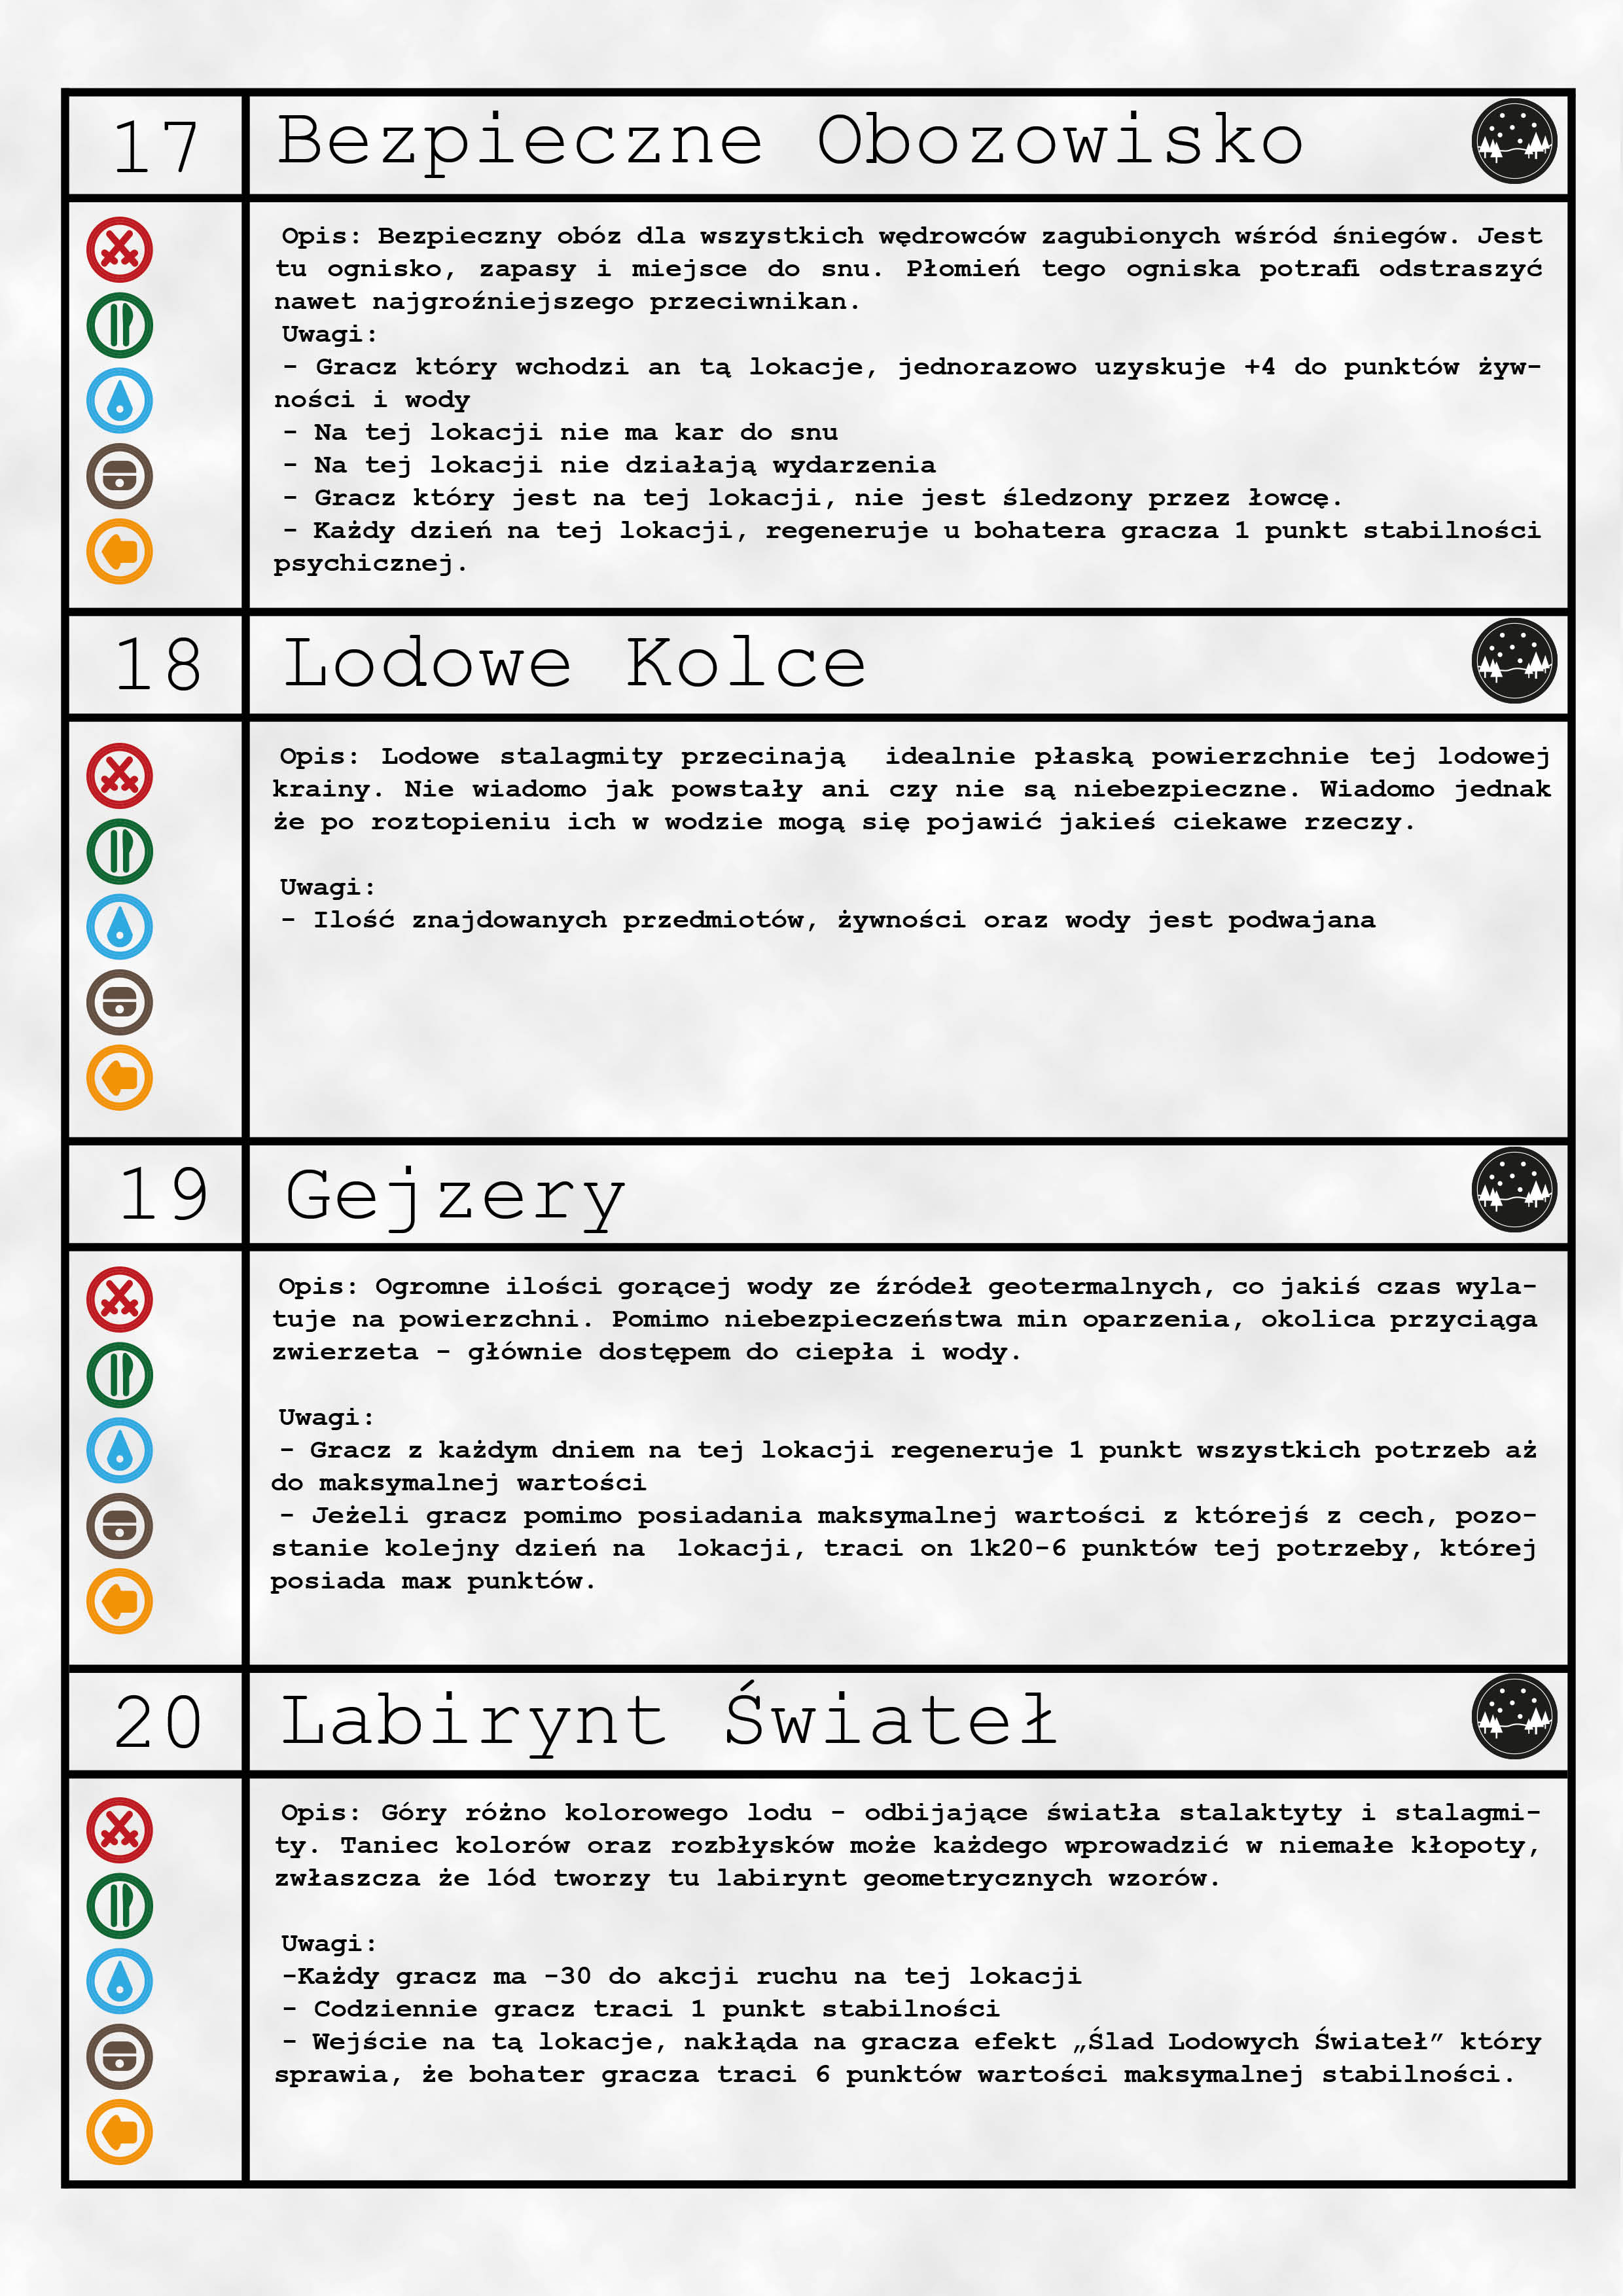 17 Bezpieczne Obozowisko
Opis: Bezpieczny obóz dla wszystkich wędrowców zagubionych wśród śniegów. Jest
tu ognisko, zapasy i miejsce do snu. Płomień tego ogniska potrafi odstraszyć
nawet najgroźniejszego przeciwnikan.
Uwagi:
- Gracz który wchodzi an tą lokacje, jednorazowo uzyskuje +4 do punktów żyw-
ności i wody
- Na tej lokacji nie ma kar do snu
- Na tej lokacji nie działają wydarzenia
- Gracz który jest na tej lokacji, nie jest śledzony przez łowcę.
- Każdy dzień na tej lokacji, regeneruje u bohatera gracza 1 punkt stabilności
psychicznej.
18 Lodowe Kolce
Opis: Lodowe stalagmity przecinają idealnie płaską powierzchnie tej lodowej
krainy. Nie wiadomo jak powstały ani czy nie są niebezpieczne. Wiadomo jednak
że po roztopieniu ich w wodzie mogą się pojawić jakieś ciekawe rzeczy.
Uwagi:
- Ilość znajdowanych przedmiotów, żywności oraz wody jest podwajana
19 Gejzery
Opis: Ogromne ilości gorącej wody ze źródeł geotermalnych, co jakiś czas wyla-
tuje na powierzchni. Pomimo niebezpieczeństwa min oparzenia, okolica przyciąga
zwierzeta - głównie dostępem do ciepła i wody.
Uwagi:
- Gracz z każdym dniem na tej lokacji regeneruje 1 punkt wszystkich potrzeb aż
do maksymalnej wartości
- Jeżeli gracz pomimo posiadania maksymalnej wartości z którejś z cech, pozo-
stanie kolejny dzień na lokacji, traci on 1k20-6 punktów tej potrzeby, której
posiada max punktów.
20 Labirynt Świateł
Opis: Góry różno kolorowego lodu - odbijające światła stalaktyty i stalagmi-
ty. Taniec kolorów oraz rozbłysków może każdego wprowadzić w niemałe kłopoty,
zwłaszcza że lód tworzy tu labirynt geometrycznych wzorów.
Uwagi:
-Każdy gracz ma -30 do akcji ruchu na tej lokacji
- Codziennie gracz traci 1 punkt stabilności
- Wejście na tą lokacje, nakłąda na gracza efekt „Ślad Lodowych Świateł” który
sprawia, że bohater gracza traci 6 punktów wartości maksymalnej stabilności.